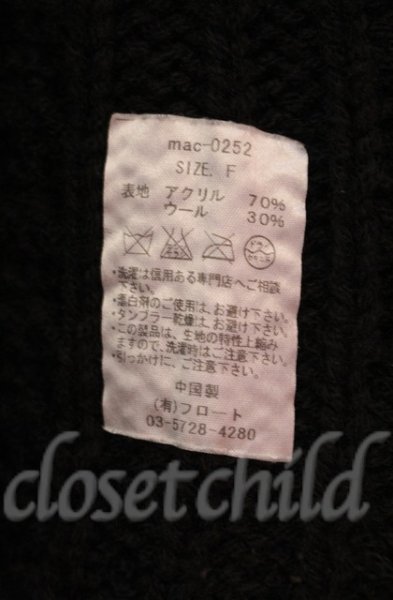 mac-0252
SIZE. F
表地 アクリル 70%
ウール 30%
・洗濯は信用ある専門店へご相談
下さい。
・蛋白剤のご使用は、お避け下さい。
・タンブラー乾燥は、お避け下さい。
・この製品は、生地の特性上縮み
ますので、洗濯時はご注意下さい。
・引っかけに、ご注意下さい。
中国製
(有)フロート
03-5728-4280
closet child